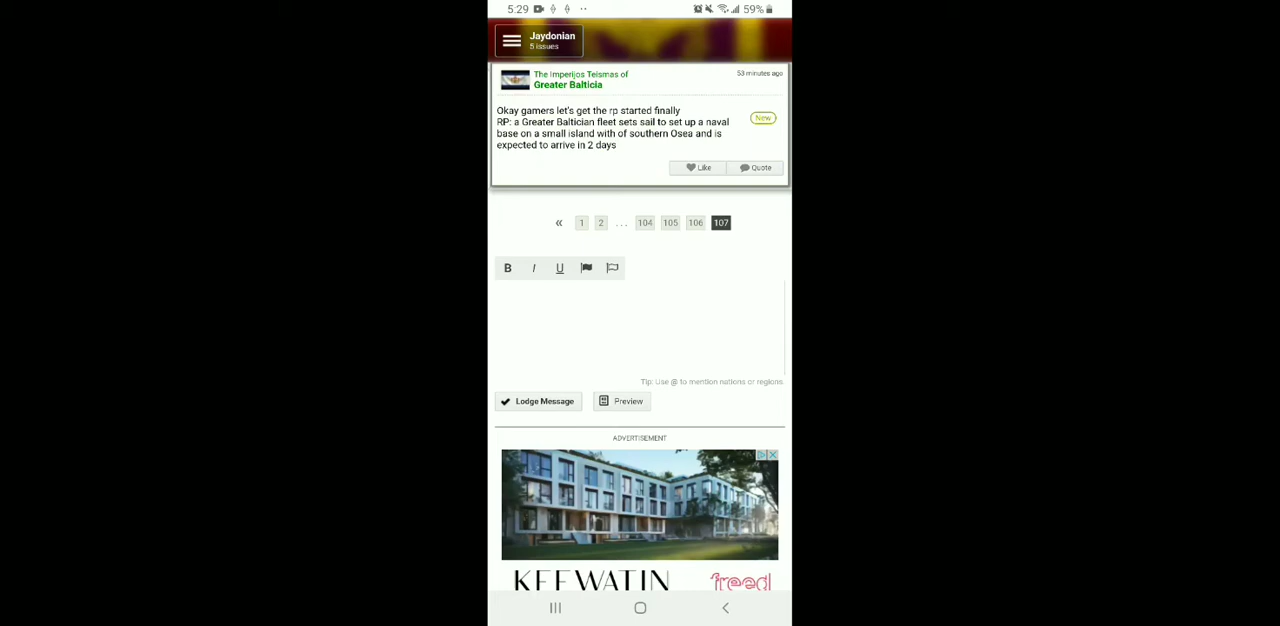 5:29
59%
Jaydonian
5 issues
The Imperijos Teismas of
Greater Balticia
53 minutes ago
Okay gamers let's get the rp started finally
RP: a Greater Baltician fleet sets sail to set up a naval
base on a small island with of southern Osea and is
expected to arrive in 2 days
New
Like
Quote
« 1 2 ... 104 105 106 107
B I U
Tip: Use @ to mention nations or regions.
Lodge Message
Preview
ADVERTISEMENT
KEEWATIN
freed